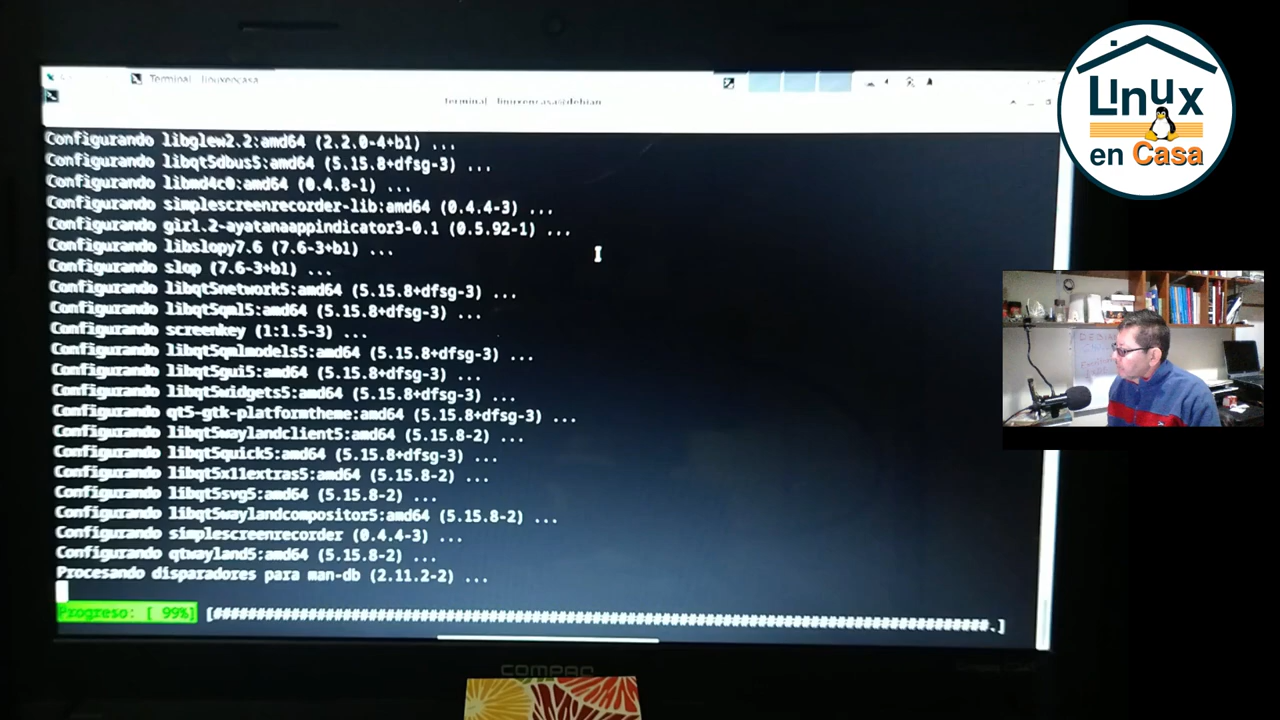 Terminal - linuxencasa
Terminal - linuxencasa@debian
Configurando libglew2.2:amd64 (2.2.0-4+b1) ...
Configurando libqt5dbus5:amd64 (5.15.8+dfsg-3) ...
Configurando libmd4c0:amd64 (0.4.8-1) ...
Configurando simplescreenrecorder-lib:amd64 (0.4.4-3) ...
Configurando gir1.2-ayatanaappindicator3-0.1 (0.5.92-1) ...
Configurando libslopy7.6 (7.6-3+b1) ...
Configurando slop (7.6-3+b1) ...
Configurando libqt5network5:amd64 (5.15.8+dfsg-3) ...
Configurando libqt5qml5:amd64 (5.15.8+dfsg-3) ...
Configurando screenkey (1:1.5-3) ...
Configurando libqt5qmlmodels5:amd64 (5.15.8+dfsg-3) ...
Configurando libqt5gui5:amd64 (5.15.8+dfsg-3) ...
Configurando libqt5widgets5:amd64 (5.15.8+dfsg-3) ...
Configurando qt5-gtk-platformtheme:amd64 (5.15.8+dfsg-3) ...
Configurando libqt5waylandclient5:amd64 (5.15.8-2) ...
Configurando libqt5quick5:amd64 (5.15.8+dfsg-3) ...
Configurando libqt5x11extras5:amd64 (5.15.8-2) ...
Configurando libqt5svg5:amd64 (5.15.8-2) ...
Configurando libqt5waylandcompositor5:amd64 (5.15.8-2) ...
Configurando simplescreenrecorder (0.4.4-3) ...
Configurando qtwayland5:amd64 (5.15.8-2) ...
Procesando disparadores para man-db (2.11.2-2) ...
Progreso: [ 99%]
COMPAQ
Linux
en Casa